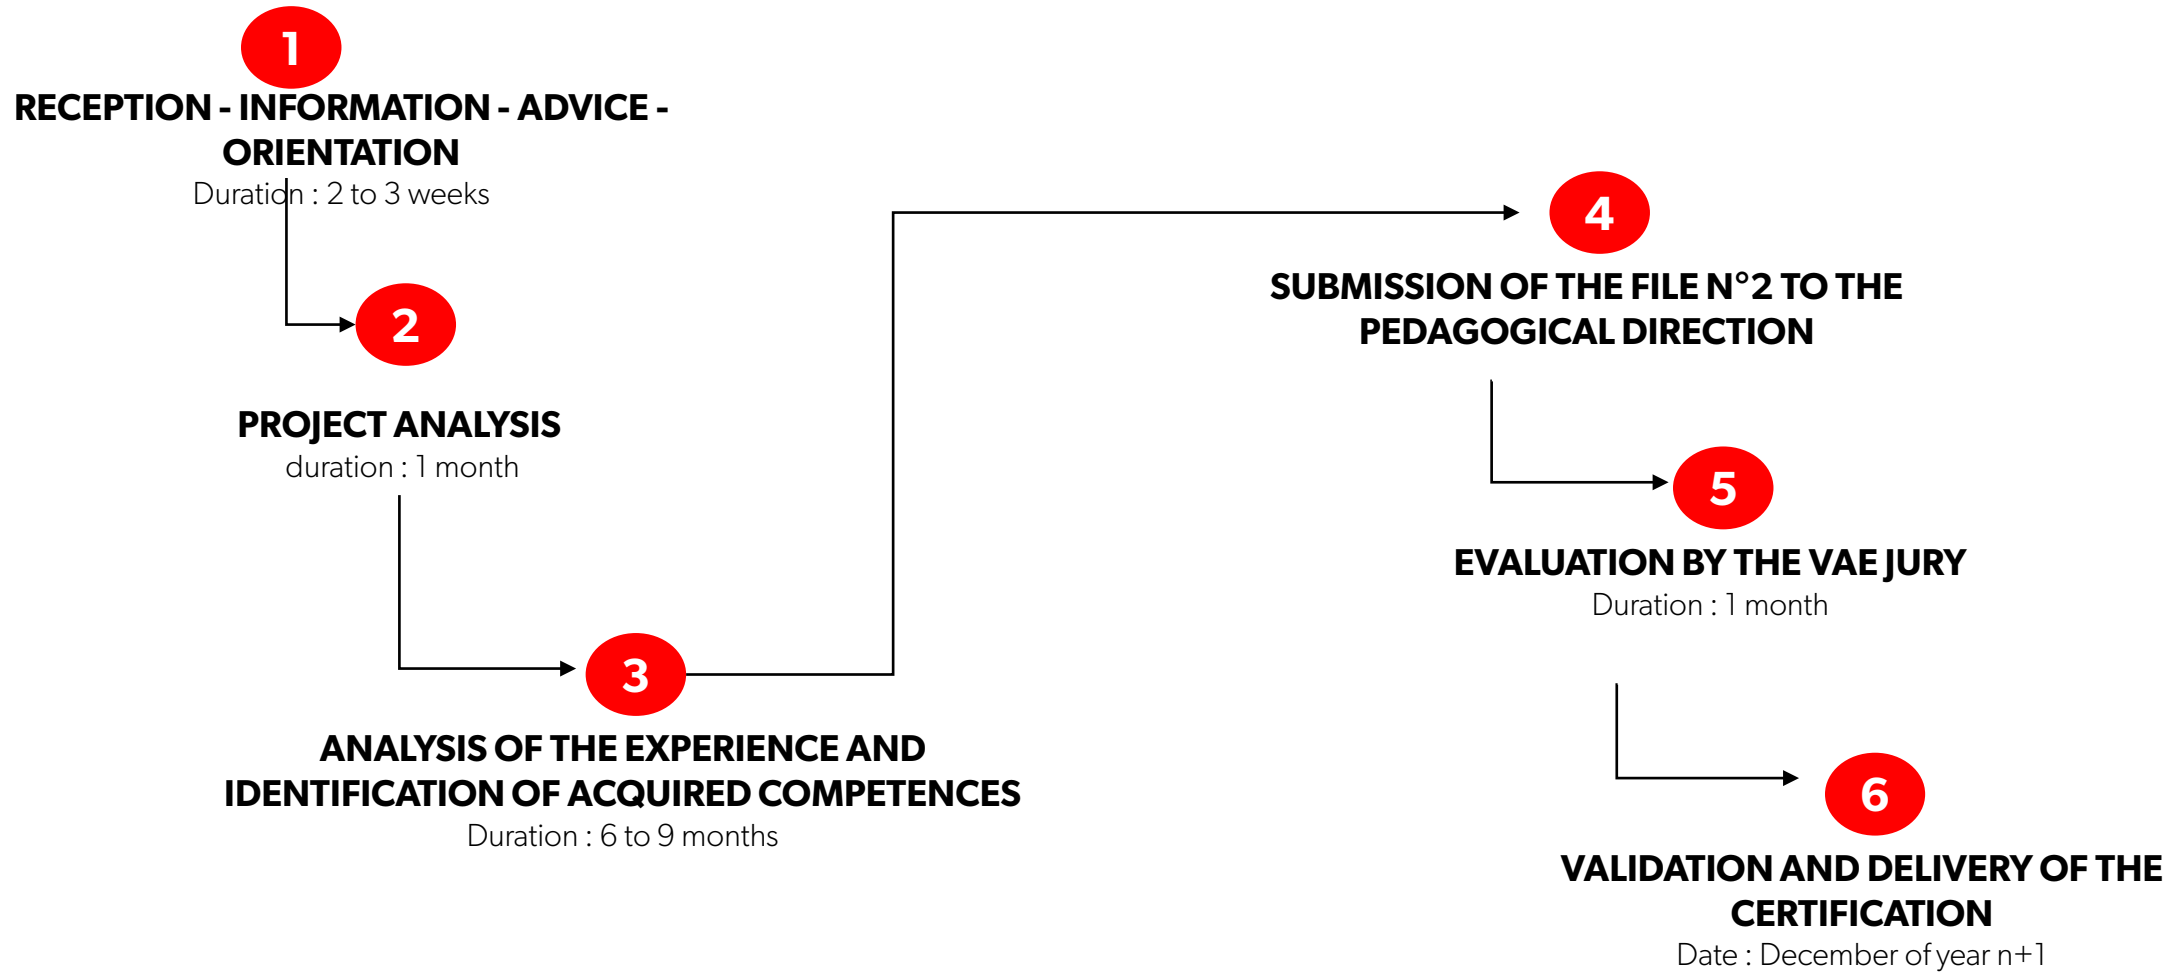 1
RECEPTION - INFORMATION - ADVICE -
ORIENTATION
Duration : 2 to 3 weeks
2
PROJECT ANALYSIS
duration : 1 month
3
ANALYSIS OF THE EXPERIENCE AND
IDENTIFICATION OF ACQUIRED COMPETENCES
Duration : 6 to 9 months
4
SUBMISSION OF THE FILE N°2 TO THE
PEDAGOGICAL DIRECTION
5
EVALUATION BY THE VAE JURY
Duration : 1 month
6
VALIDATION AND DELIVERY OF THE
CERTIFICATION
Date : December of year n+1